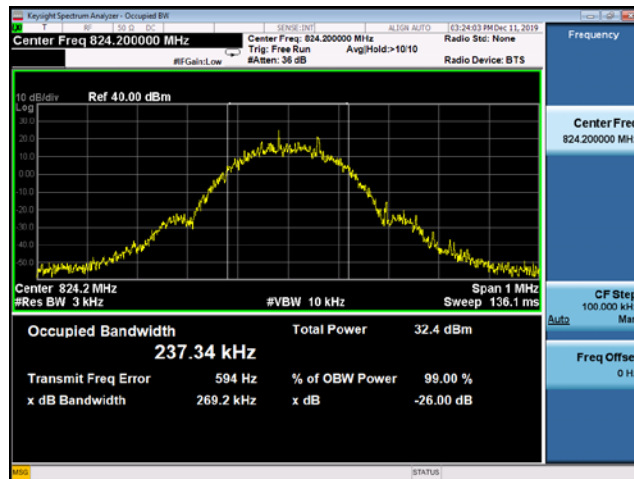 Keysight Spectrum Analyzer - Occupied BW
T RF 50 Ω DC SENSE:INT ALIGN AUTO 03:24:03 PM Dec 11, 2019
Center Freq 824.200000 MHz Center Freq: 824.200000 MHz Radio Std: None Frequency
Trig: Free Run Avg|Hold:>10/10
#IFGain:Low #Atten: 36 dB Radio Device: BTS
10 dB/div Ref 40.00 dBm
Log
30.0
20.0
10.0
0.00
-10.0
-20.0
-30.0
-40.0
-50.0
Center 824.2 MHz Span 1 MHz
#Res BW 3 kHz #VBW 10 kHz Sweep 136.1 ms
Occupied Bandwidth Total Power 32.4 dBm
237.34 kHz
Transmit Freq Error 594 Hz % of OBW Power 99.00 %
x dB Bandwidth 269.2 kHz x dB -26.00 dB
Center Freq
824.200000 MHz
CF Step
100.000 kHz
Auto Man
Freq Offset
0 Hz
MSG STATUS